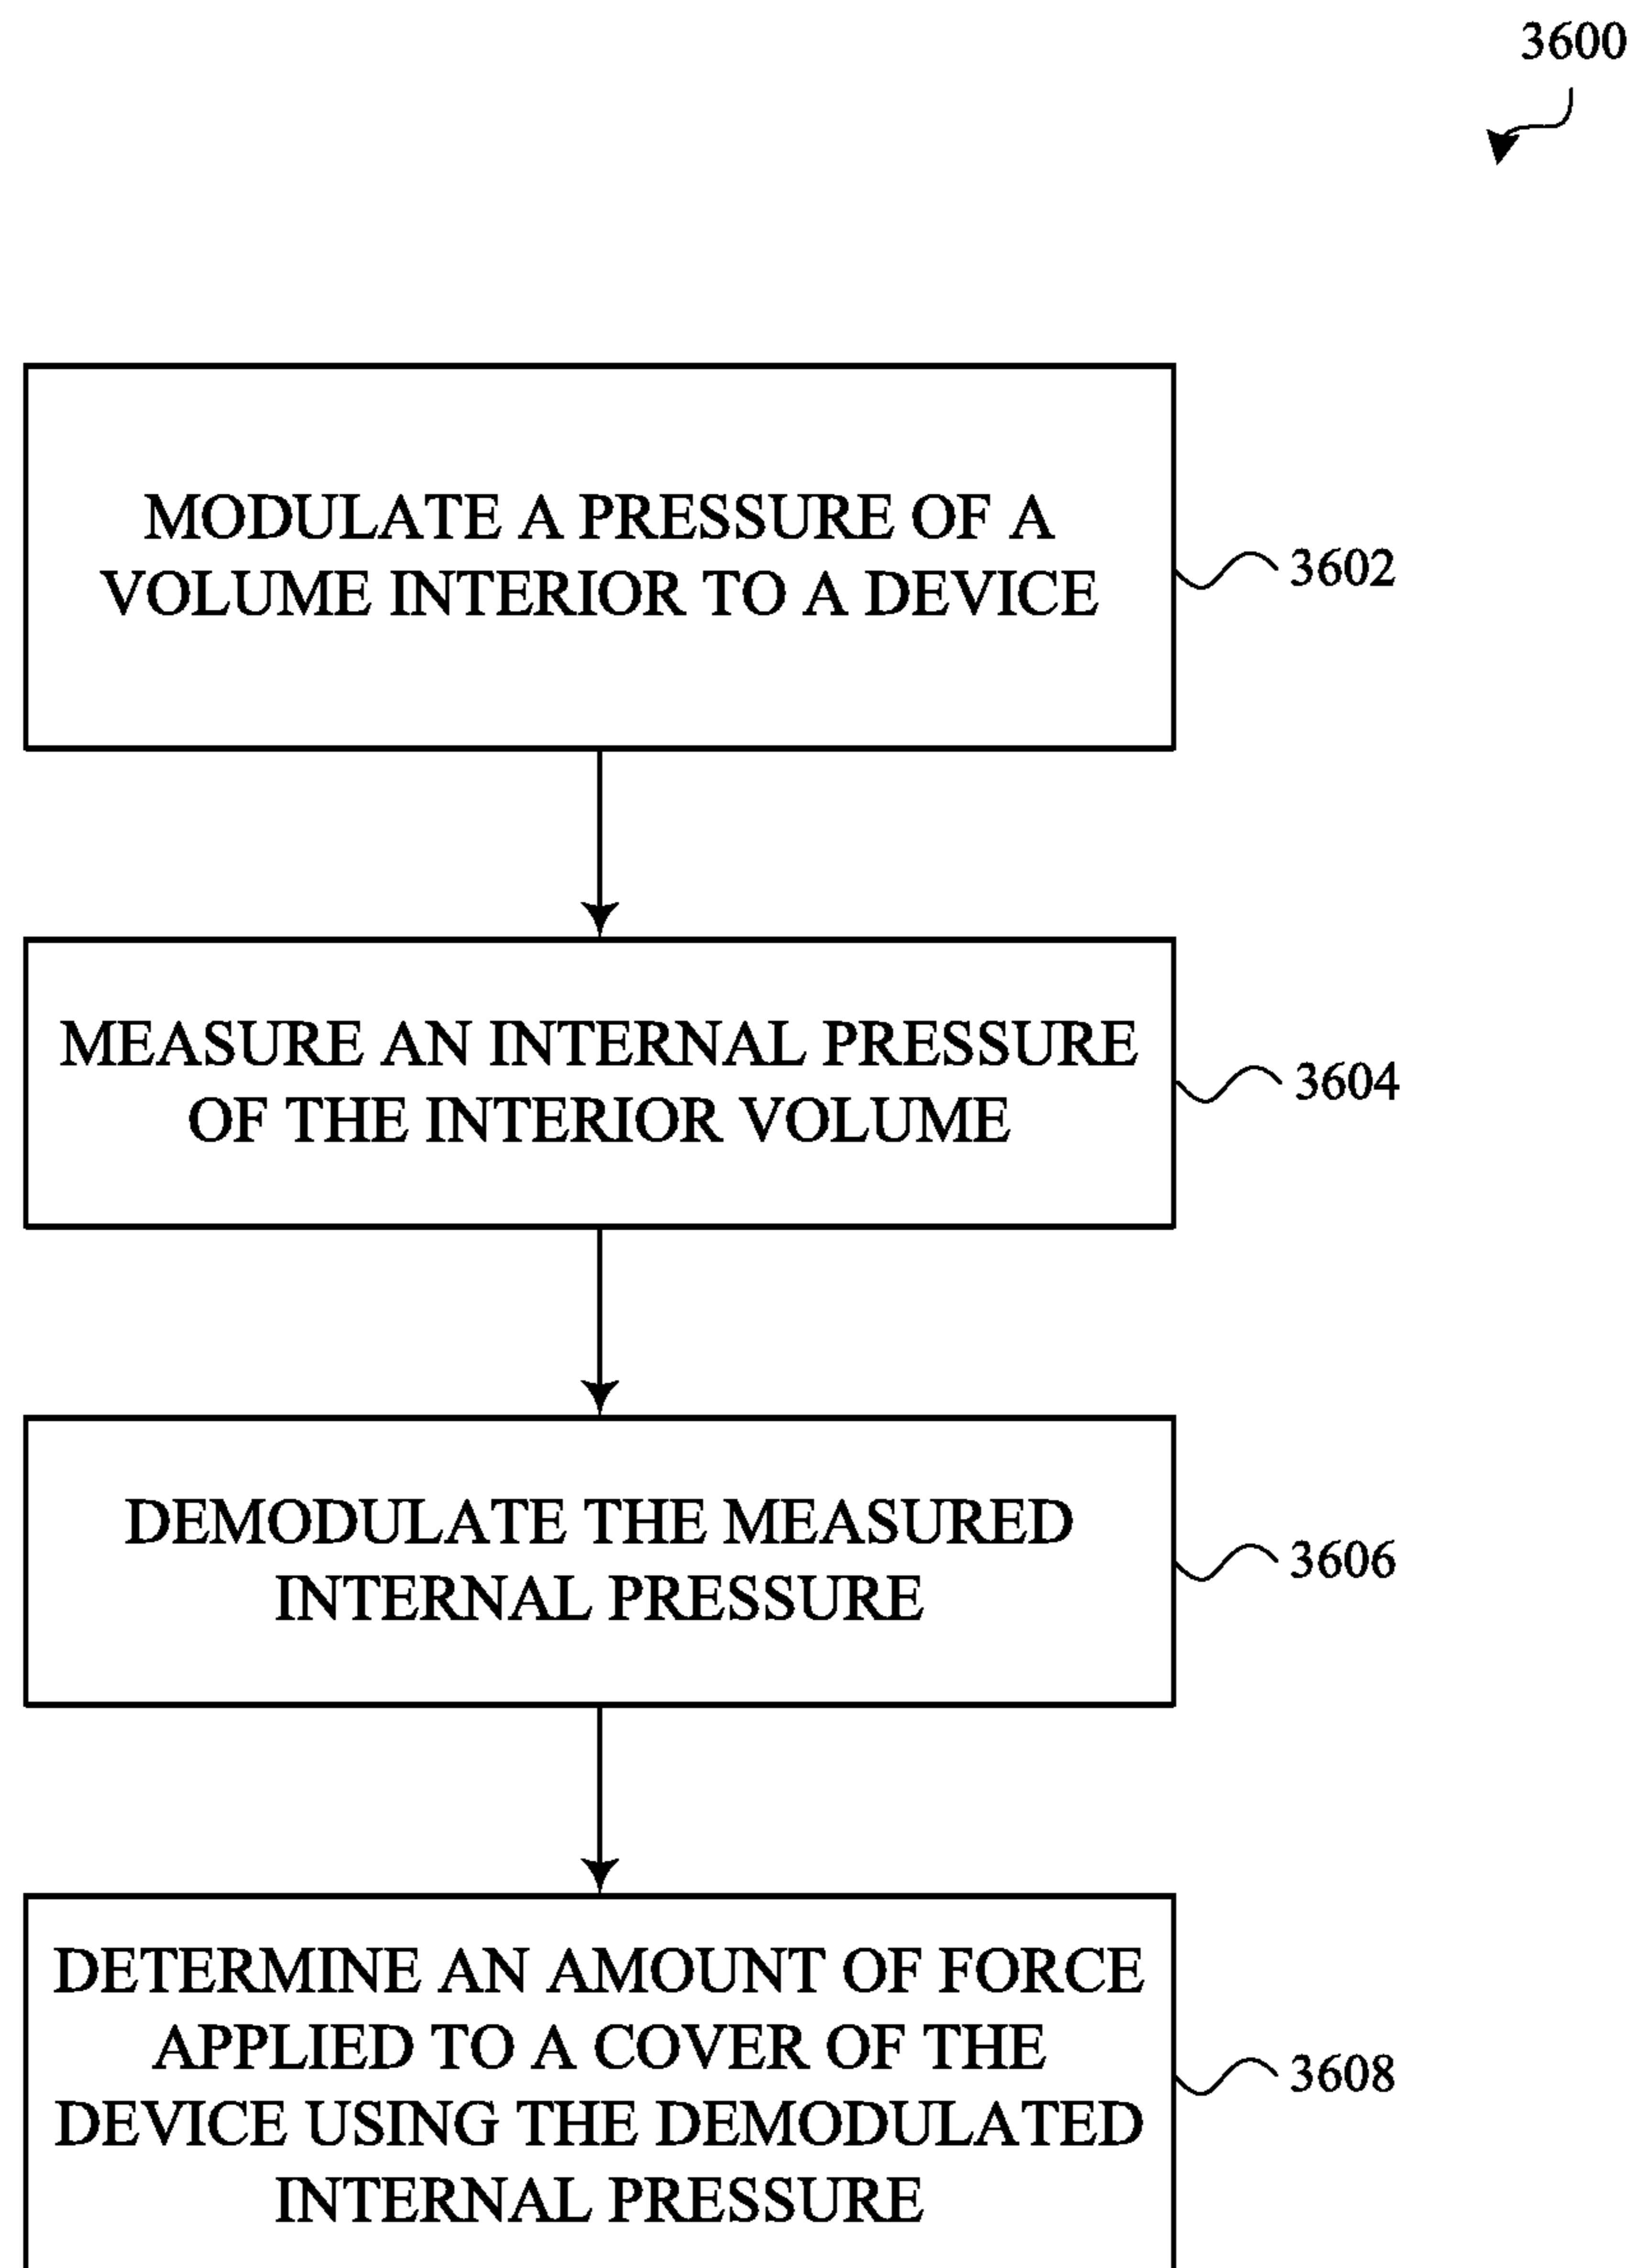 3600
MODULATE A PRESSURE OF A
VOLUME INTERIOR TO A DEVICE
3602
MEASURE AN INTERNAL PRESSURE
OF THE INTERIOR VOLUME
3604
DEMODULATE THE MEASURED
INTERNAL PRESSURE
3606
DETERMINE AN AMOUNT OF FORCE
APPLIED TO A COVER OF THE
DEVICE USING THE DEMODULATED
INTERNAL PRESSURE
3608